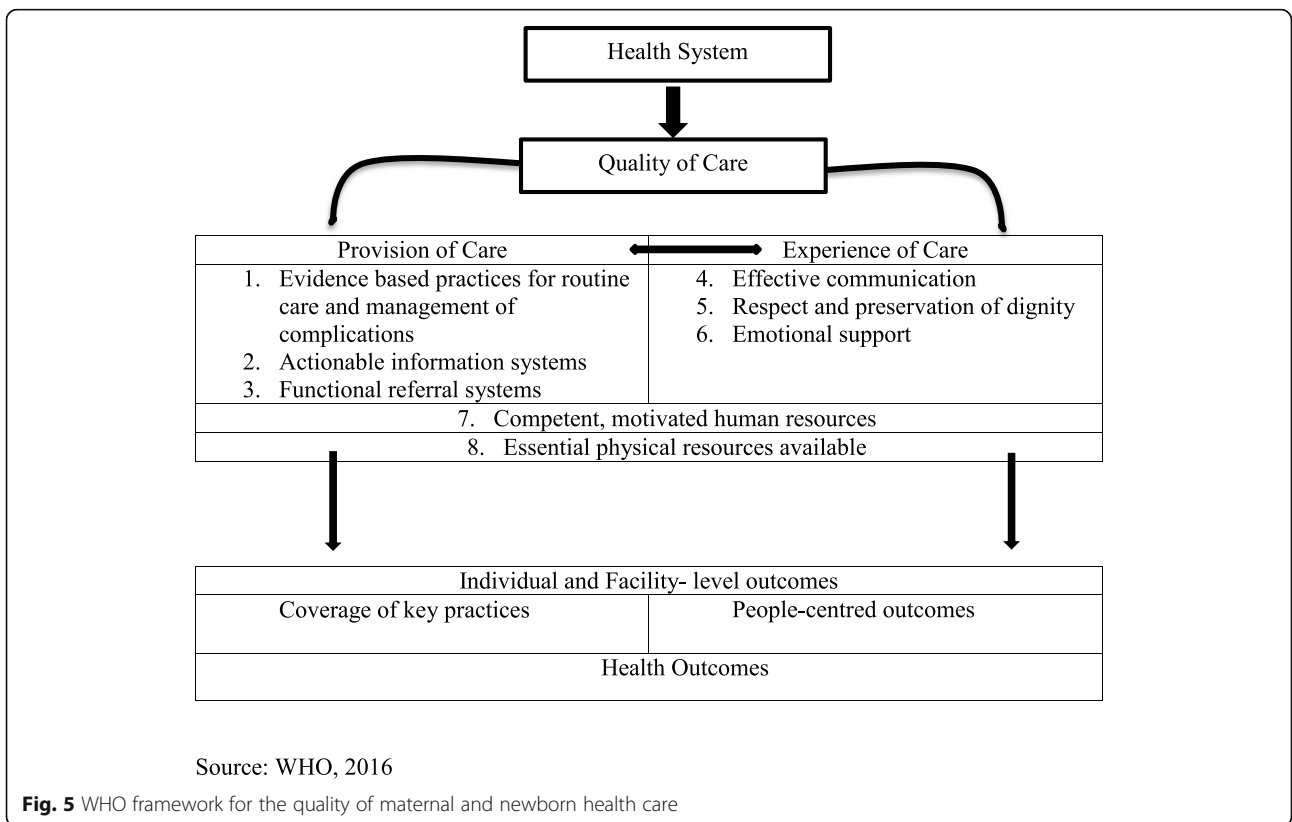 Health System
Quality of Care
Provision of Care
Experience of Care
1. Evidence based practices for routine
care and management of
complications
2. Actionable information systems
3. Functional referral systems
4. Effective communication
5. Respect and preservation of dignity
6. Emotional support
7. Competent, motivated human resources
8. Essential physical resources available
Individual and Facility- level outcomes
Coverage of key practices
People-centred outcomes
Health Outcomes
Source: WHO, 2016
Fig. 5 WHO framework for the quality of maternal and newborn health care